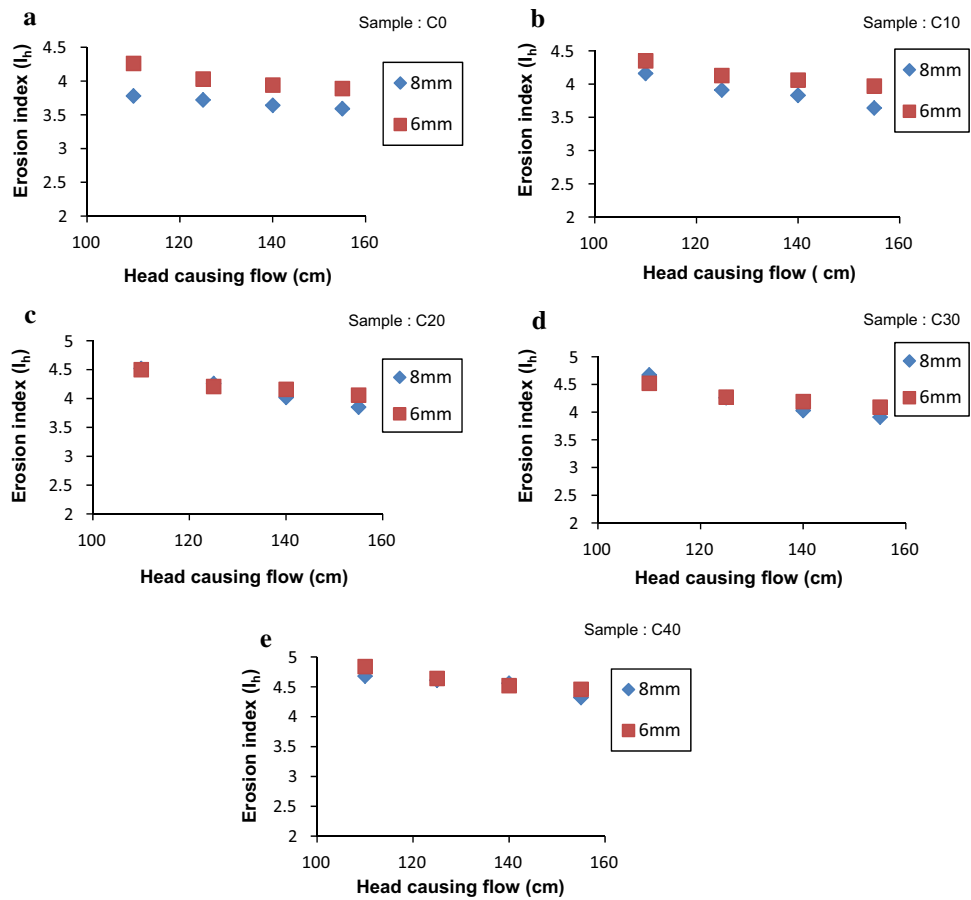 a
Sample : C0
Erosion index (Iₕ)
4.5
4
3.5
3
2.5
2
100 120 140 160
Head causing flow (cm)
8mm
6mm
b
Sample : C10
Erosion index (Iₕ)
4.5
4
3.5
3
2.5
2
100 120 140 160
Head causing flow ( cm)
8mm
6mm
c
Sample : C20
Erosion index (Iₕ)
5
4.5
4
3.5
3
2.5
2
100 120 140 160
Head causing flow (cm)
8mm
6mm
d
Sample : C30
Erosion index (Iₕ)
5
4.5
4
3.5
3
2.5
2
100 120 140 160
Head causing flow (cm)
8mm
6mm
e
Sample : C40
Erosion index (Iₕ)
5
4.5
4
3.5
3
2.5
2
100 120 140 160
Head causing flow (cm)
8mm
6mm